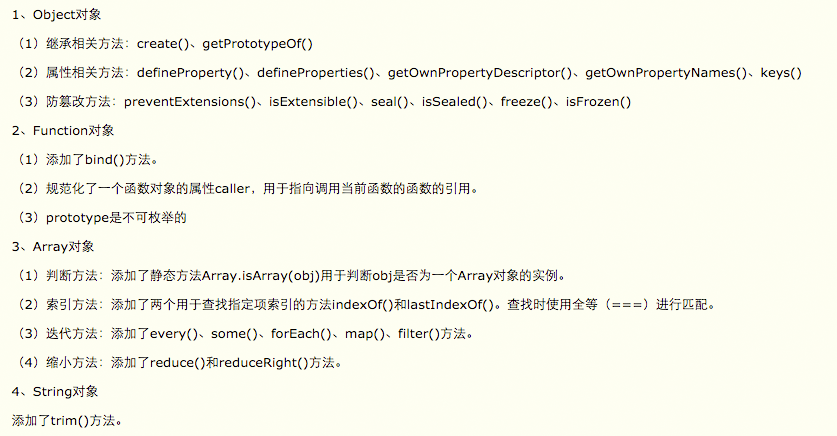 1、Object对象
（1）继承相关方法：create()、getPrototypeOf()
（2）属性相关方法：defineProperty()、defineProperties()、getOwnPropertyDescriptor()、getOwnPropertyNames()、keys()
（3）防篡改方法：preventExtensions()、isExtensible()、seal()、isSealed()、freeze()、isFrozen()
2、Function对象
（1）添加了bind()方法。
（2）规范化了一个函数对象的属性caller，用于指向调用当前函数的函数的引用。
（3）prototype是不可枚举的
3、Array对象
（1）判断方法：添加了静态方法Array.isArray(obj)用于判断obj是否为一个Array对象的实例。
（2）索引方法：添加了两个用于查找指定项索引的方法indexOf()和lastIndexOf()。查找时使用全等（===）进行匹配。
（3）迭代方法：添加了every()、some()、forEach()、map()、filter()方法。
（4）缩小方法：添加了reduce()和reduceRight()方法。
4、String对象
添加了trim()方法。